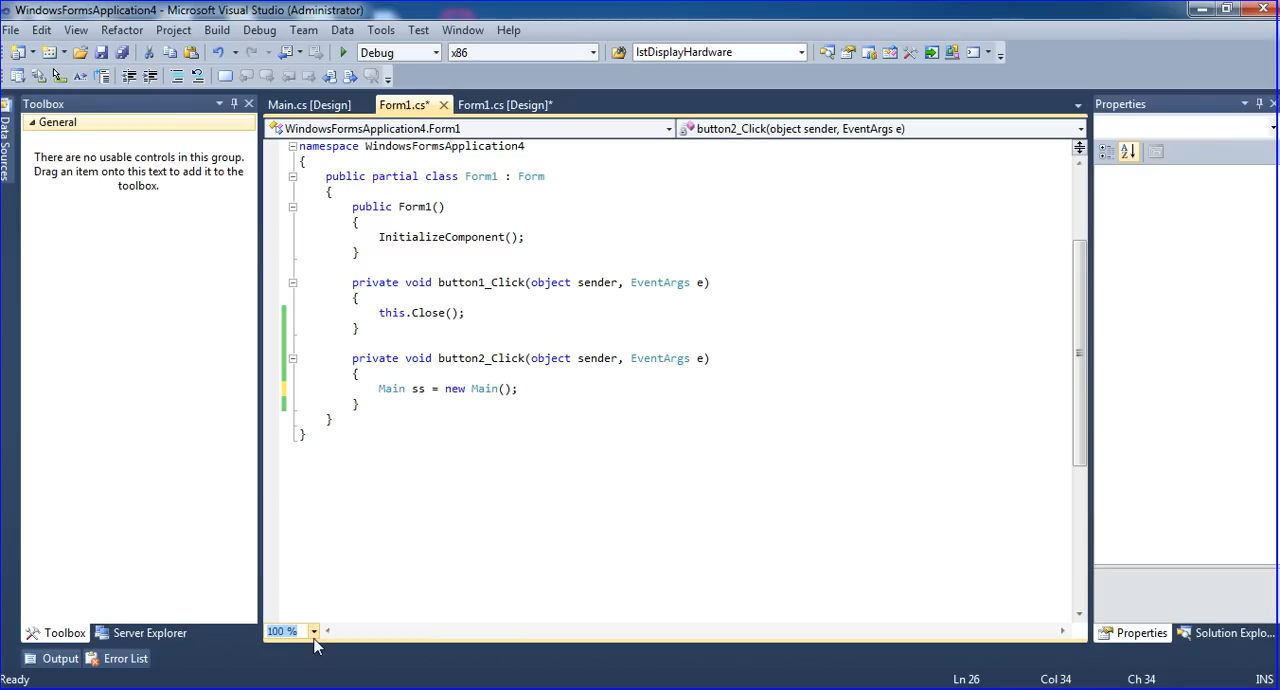 WindowsFormsApplication4 - Microsoft Visual Studio (Administrator)
File Edit View Refactor Project Build Debug Team Data Tools Test Window Help
Debug x86 lstDisplayHardware
Toolbox
Main.cs [Design] Form1.cs* Form1.cs [Design]*
Properties
Data Sources
General
There are no usable controls in this group.
Drag an item onto this text to add it to the
toolbox.
WindowsFormsApplication4.Form1
button2_Click(object sender, EventArgs e)
namespace WindowsFormsApplication4
{
public partial class Form1 : Form
{
public Form1()
{
InitializeComponent();
}
private void button1_Click(object sender, EventArgs e)
{
this.Close();
}
private void button2_Click(object sender, EventArgs e)
{
Main ss = new Main();
}
}
}
100 %
Toolbox Server Explorer
Properties Solution Explo...
Output Error List
Ready
Ln 26 Col 34 Ch 34 INS